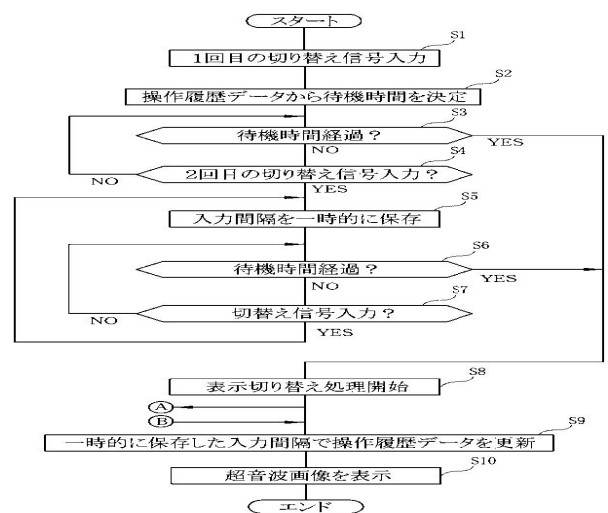 スタート
S1
1回目の切り替え信号入力
S2
操作履歴データから待機時間を決定
S3
待機時間経過?
YES
NO
S4
2回目の切り替え信号入力?
NO
YES
S5
入力間隔を一時的に保存
S6
待機時間経過?
YES
NO
S7
切替え信号入力?
NO
YES
S8
表示切り替え処理開始
A
B
S9
一時的に保存した入力間隔で操作履歴データを更新
S10
超音波画像を表示
エンド